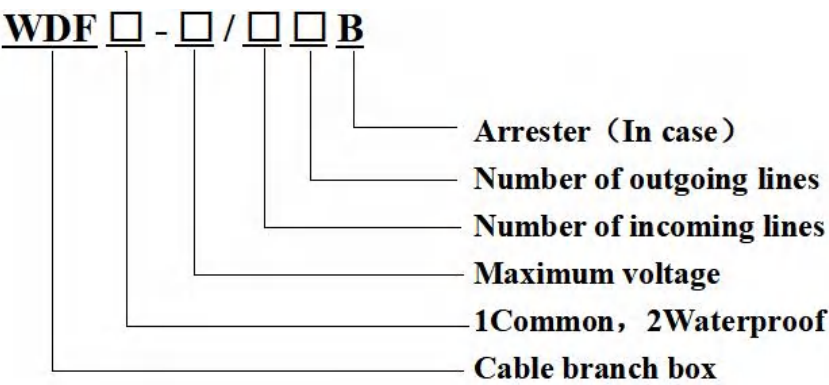 WDF □ - □ / □ □ B
Arrester（In case）
Number of outgoing lines
Number of incoming lines
Maximum voltage
1Common，2Waterproof
Cable branch box